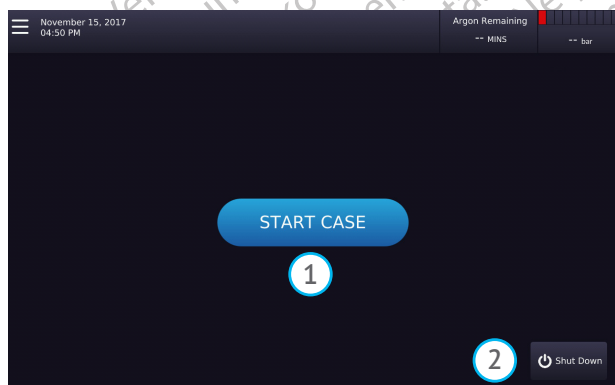 November 15, 2017
04:50 PM
Argon Remaining
-- MINS
-- bar
START CASE
1
2
Shut Down